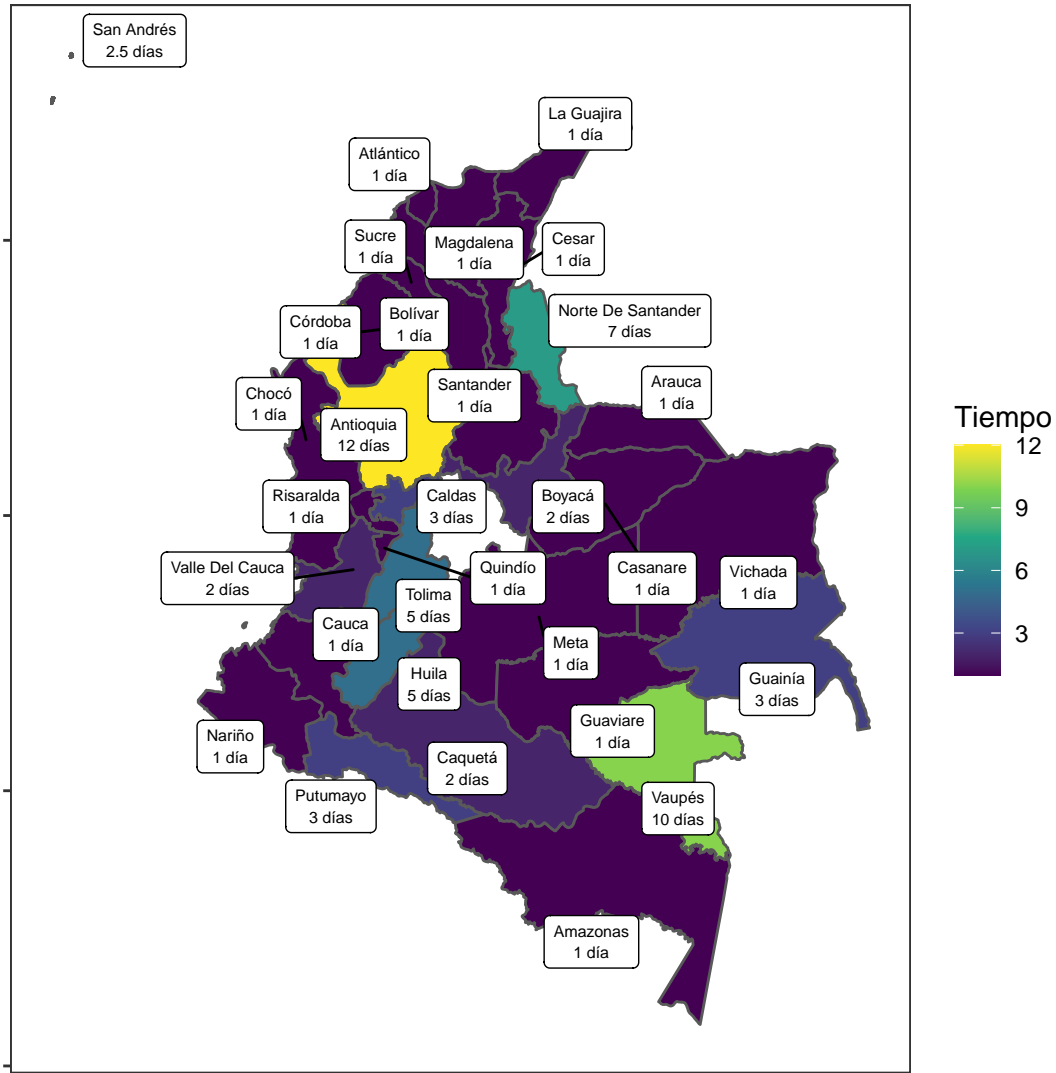 San Andrés
2.5 días
La Guajira
1 día
Atlántico
1 día
Sucre
1 día
Magdalena
1 día
Cesar
1 día
Norte De Santander
7 días
Bolívar
1 día
Córdoba
1 día
Santander
1 día
Arauca
1 día
Chocó
1 día
Antioquia
12 días
Risaralda
1 día
Caldas
3 días
Boyacá
2 días
Valle Del Cauca
2 días
Quindío
1 día
Casanare
1 día
Vichada
1 día
Tolima
5 días
Cauca
1 día
Meta
1 día
Huila
5 días
Guainía
3 días
Guaviare
1 día
Nariño
1 día
Caquetá
2 días
Putumayo
3 días
Vaupés
10 días
Amazonas
1 día
Tiempo
12
9
6
3